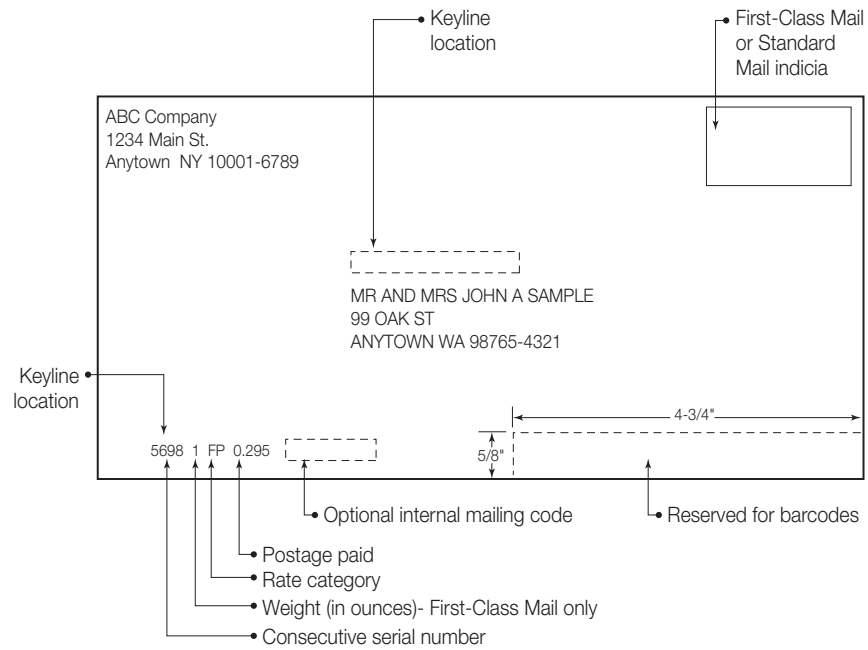 Keyline
location
First-Class Mail
or Standard
Mail indicia
ABC Company
1234 Main St.
Anytown NY 10001-6789
MR AND MRS JOHN A SAMPLE
99 OAK ST
ANYTOWN WA 98765-4321
Keyline
location
4-3/4"
5698 1 FP 0.295
5/8"
Optional internal mailing code
Reserved for barcodes
Postage paid
Rate category
Weight (in ounces)- First-Class Mail only
Consecutive serial number